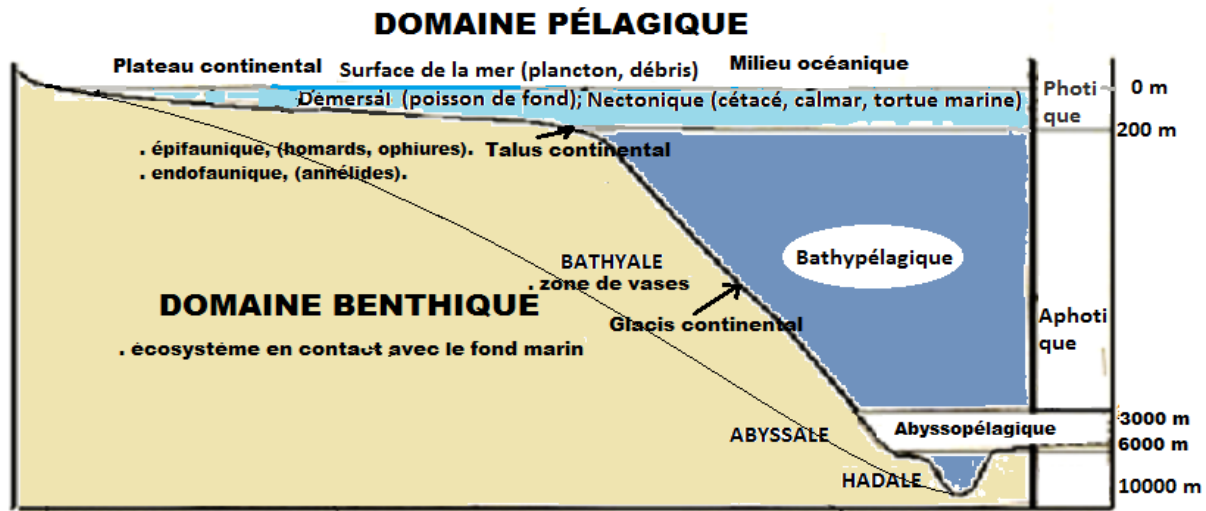 DOMAINE PÉLAGIQUE
Plateau continental
Surface de la mer (plancton, débris)
Milieu océanique
Démersal (poisson de fond); Nectonique (cétacé, calmar, tortue marine)
Photi
que
0 m
200 m
. épifaunique, (homards, ophiures).
. endofaunique, (annélides).
Talus continental
Bathypélagique
BATHYALE
. zone de vases
DOMAINE BENTHIQUE
Glacis continental
. écosystème en contact avec le fond marin
Aphoti
que
ABYSSALE
Abyssopélagique
3000 m
6000 m
HADALE
10000 m